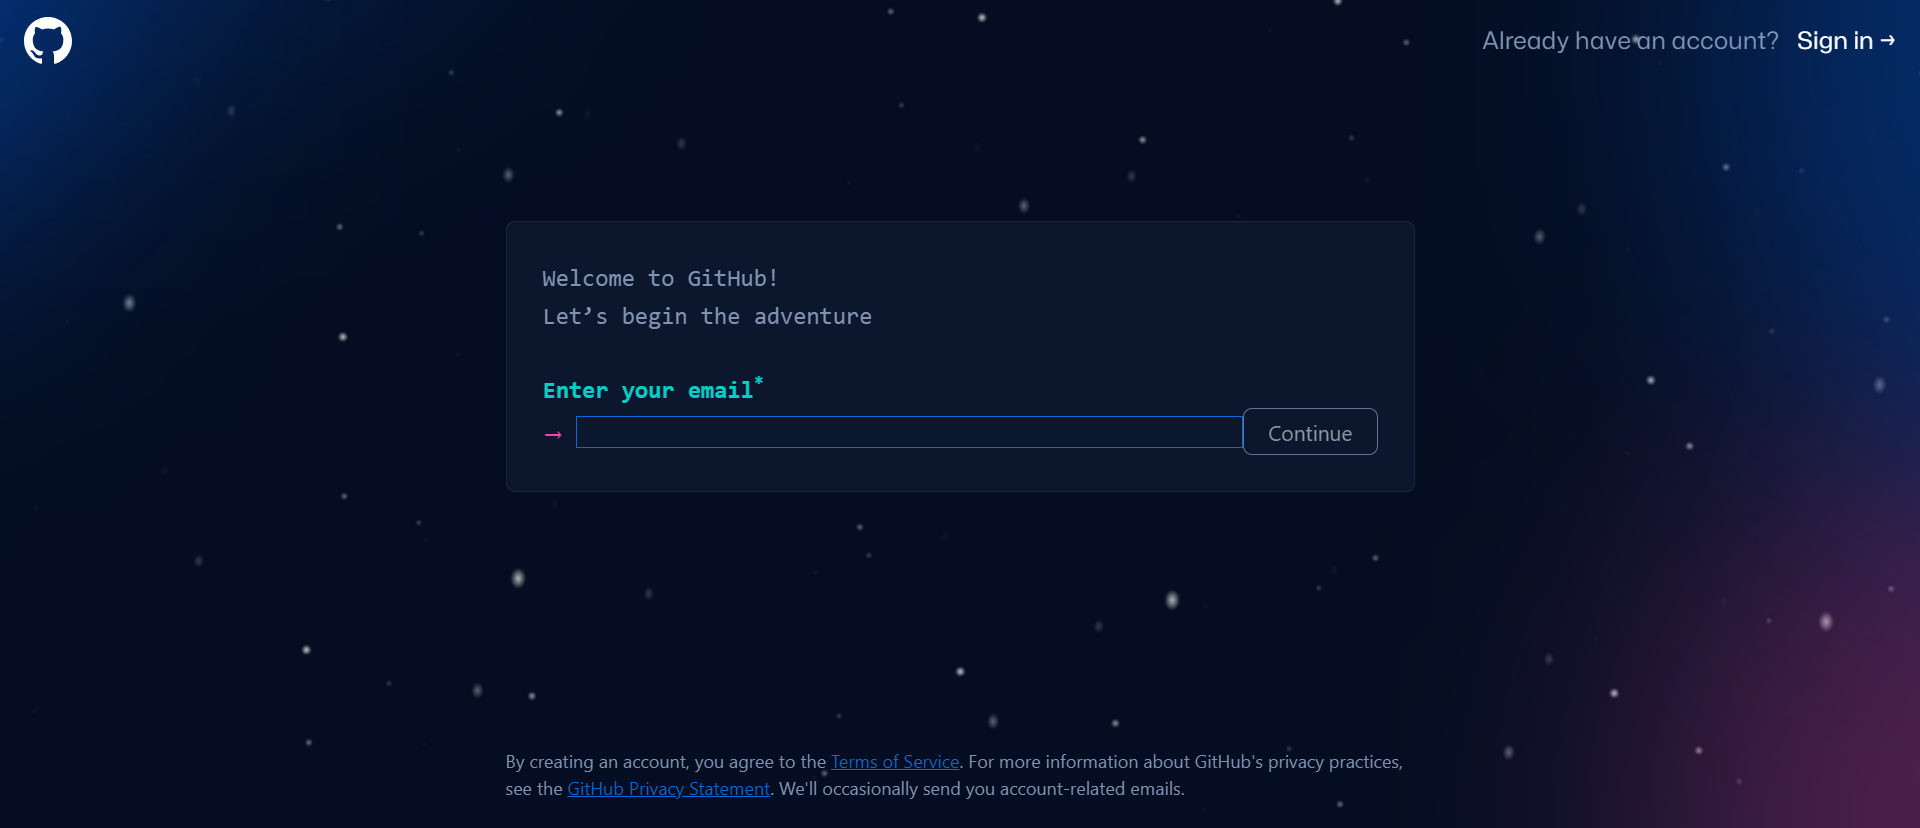 Already have an account? Sign in →
Welcome to GitHub!
Let’s begin the adventure
Enter your email*
→ Continue
By creating an account, you agree to the Terms of Service. For more information about GitHub's privacy practices,
see the GitHub Privacy Statement. We'll occasionally send you account-related emails.